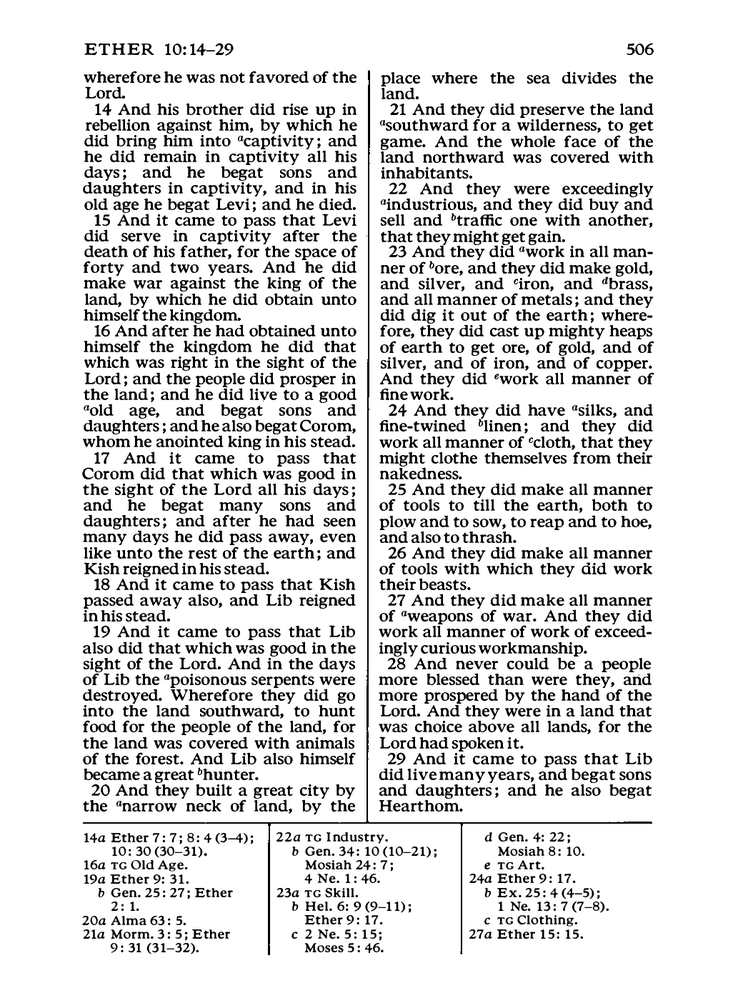 ETHER 10:14–29
506
wherefore he was not favored of the
Lord.
14 And his brother did rise up in
rebellion against him, by which he
did bring him into ᵃcaptivity; and
he did remain in captivity all his
days; and he begat sons and
daughters in captivity, and in his
old age he begat Levi; and he died.
15 And it came to pass that Levi
did serve in captivity after the
death of his father, for the space of
forty and two years. And he did
make war against the king of the
land, by which he did obtain unto
himself the kingdom.
16 And after he had obtained unto
himself the kingdom he did that
which was right in the sight of the
Lord; and the people did prosper in
the land; and he did live to a good
ᵃold age, and begat sons and
daughters; and he also begat Corom,
whom he anointed king in his stead.
17 And it came to pass that
Corom did that which was good in
the sight of the Lord all his days;
and he begat many sons and
daughters; and after he had seen
many days he did pass away, even
like unto the rest of the earth; and
Kish reigned in his stead.
18 And it came to pass that Kish
passed away also, and Lib reigned
in his stead.
19 And it came to pass that Lib
also did that which was good in the
sight of the Lord. And in the days
of Lib the ᵃpoisonous serpents were
destroyed. Wherefore they did go
into the land southward, to hunt
food for the people of the land, for
the land was covered with animals
of the forest. And Lib also himself
became a great ᵇhunter.
20 And they built a great city by
the ᵃnarrow neck of land, by the
place where the sea divides the
land.
21 And they did preserve the land
ᵃsouthward for a wilderness, to get
game. And the whole face of the
land northward was covered with
inhabitants.
22 And they were exceedingly
ᵃindustrious, and they did buy and
sell and ᵇtraffic one with another,
that they might get gain.
23 And they did ᵃwork in all man-
ner of ᵇore, and they did make gold,
and silver, and ᶜiron, and ᵈbrass,
and all manner of metals; and they
did dig it out of the earth; where-
fore, they did cast up mighty heaps
of earth to get ore, of gold, and of
silver, and of iron, and of copper.
And they did ᵉwork all manner of
fine work.
24 And they did have ᵃsilks, and
fine-twined ᵇlinen; and they did
work all manner of ᶜcloth, that they
might clothe themselves from their
nakedness.
25 And they did make all manner
of tools to till the earth, both to
plow and to sow, to reap and to hoe,
and also to thrash.
26 And they did make all manner
of tools with which they did work
their beasts.
27 And they did make all manner
of ᵃweapons of war. And they did
work all manner of work of exceed-
ingly curious workmanship.
28 And never could be a people
more blessed than were they, and
more prospered by the hand of the
Lord. And they were in a land that
was choice above all lands, for the
Lord had spoken it.
29 And it came to pass that Lib
did live many years, and begat sons
and daughters; and he also begat
Hearthom.
14a Ether 7:7; 8:4 (3–4);
10:30 (30–31).
16a TG Old Age.
19a Ether 9:31.
b Gen. 25:27; Ether
2:1.
20a Alma 63:5.
21a Morm. 3:5; Ether
9:31 (31–32).
22a TG Industry.
b Gen. 34:10 (10–21);
Mosiah 24:7;
4 Ne. 1:46.
23a TG Skill.
b Hel. 6:9 (9–11);
Ether 9:17.
c 2 Ne. 5:15;
Moses 5:46.
d Gen. 4:22;
Mosiah 8:10.
e TG Art.
24a Ether 9:17.
b Ex. 25:4 (4–5);
1 Ne. 13:7 (7–8).
c TG Clothing.
27a Ether 15:15.